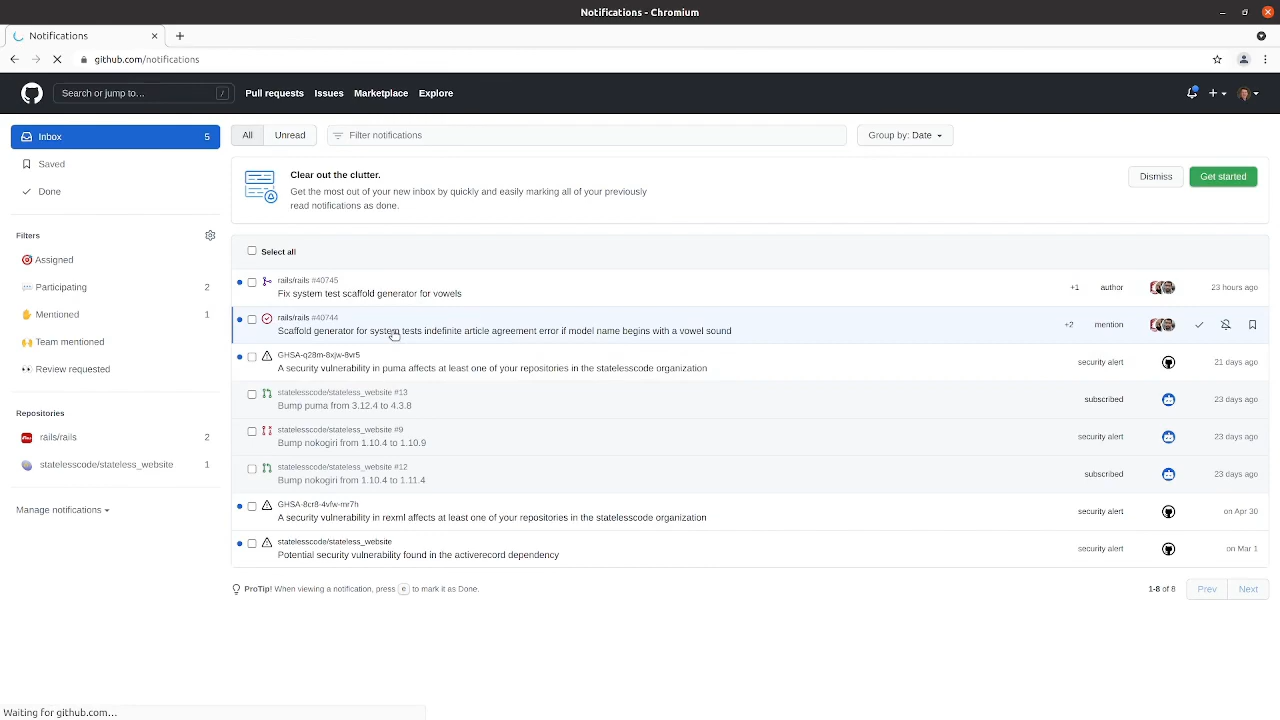 Notifications - Chromium
Notifications
github.com/notifications
Search or jump to… /
Pull requests Issues Marketplace Explore
Inbox 5
Saved
Done
Filters
Assigned
Participating 2
Mentioned 1
Team mentioned
Review requested
Repositories
rails/rails 2
statelesscode/stateless_website 1
Manage notifications
All Unread Filter notifications Group by: Date
Clear out the clutter.
Get the most out of your new inbox by quickly and easily marking all of your previously
read notifications as done.
Dismiss Get started
Select all
rails/rails #40745
Fix system test scaffold generator for vowels
+1 author 23 hours ago
rails/rails #40744
Scaffold generator for system tests indefinite article agreement error if model name begins with a vowel sound
+2 mention
GHSA-q28m-8xjw-8vr5
A security vulnerability in puma affects at least one of your repositories in the statelesscode organization
security alert 21 days ago
statelesscode/stateless_website #13
Bump puma from 3.12.4 to 4.3.8
subscribed 23 days ago
statelesscode/stateless_website #9
Bump nokogiri from 1.10.4 to 1.10.9
security alert 23 days ago
statelesscode/stateless_website #12
Bump nokogiri from 1.10.4 to 1.11.4
subscribed 23 days ago
GHSA-8cr8-4vfw-mr7h
A security vulnerability in rexml affects at least one of your repositories in the statelesscode organization
security alert on Apr 30
statelesscode/stateless_website
Potential security vulnerability found in the activerecord dependency
security alert on Mar 1
ProTip! When viewing a notification, press e to mark it as Done.
1-8 of 8 Prev Next
Waiting for github.com…